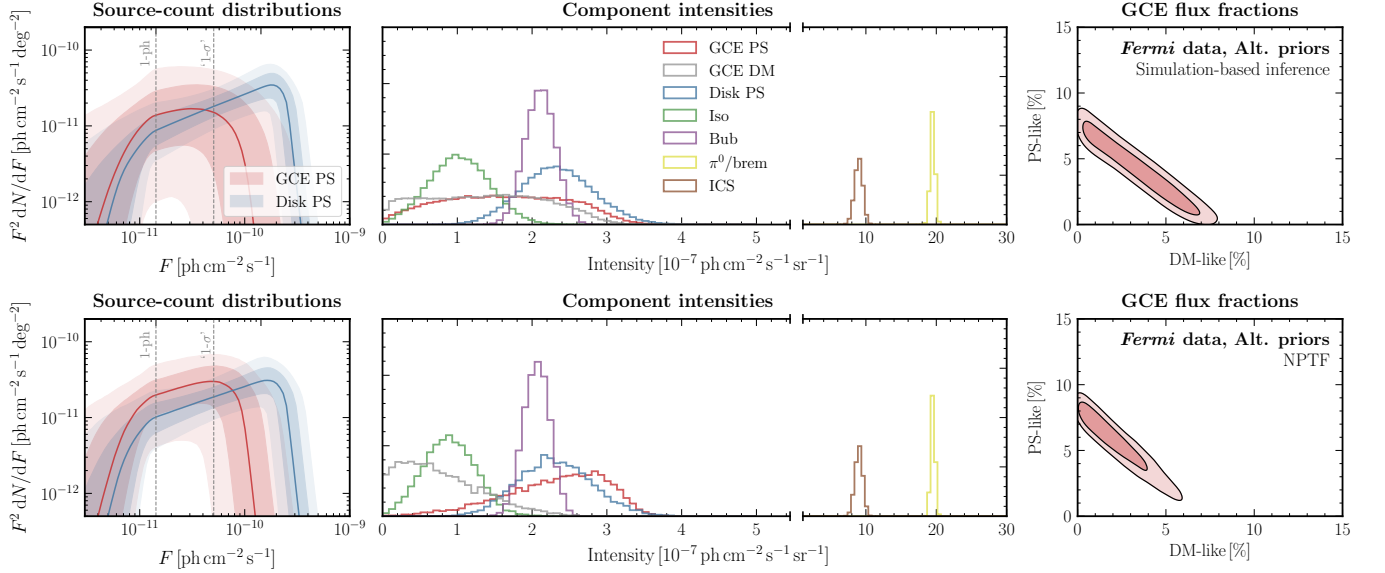 Source-count distributions
Component intensities
GCE flux fractions
F² dN/dF [ph cm⁻² s⁻¹ deg⁻²]
10⁻¹⁰
10⁻¹¹
10⁻¹²
1-ph
‘1-σ’
GCE PS
Disk PS
10⁻¹¹ 10⁻¹⁰ 10⁻⁹
F [ph cm⁻² s⁻¹]
GCE PS
GCE DM
Disk PS
Iso
Bub
π⁰/brem
ICS
0 1 2 3 4 5 10 20 30
Intensity [10⁻⁷ ph cm⁻² s⁻¹ sr⁻¹]
PS-like [%]
15
10
5
0
Fermi data, Alt. priors
Simulation-based inference
0 5 10 15
DM-like [%]
Source-count distributions
Component intensities
GCE flux fractions
F² dN/dF [ph cm⁻² s⁻¹ deg⁻²]
10⁻¹⁰
10⁻¹¹
10⁻¹²
1-ph
‘1-σ’
10⁻¹¹ 10⁻¹⁰ 10⁻⁹
F [ph cm⁻² s⁻¹]
0 1 2 3 4 5 10 20 30
Intensity [10⁻⁷ ph cm⁻² s⁻¹ sr⁻¹]
PS-like [%]
15
10
5
0
Fermi data, Alt. priors
NPTF
0 5 10 15
DM-like [%]